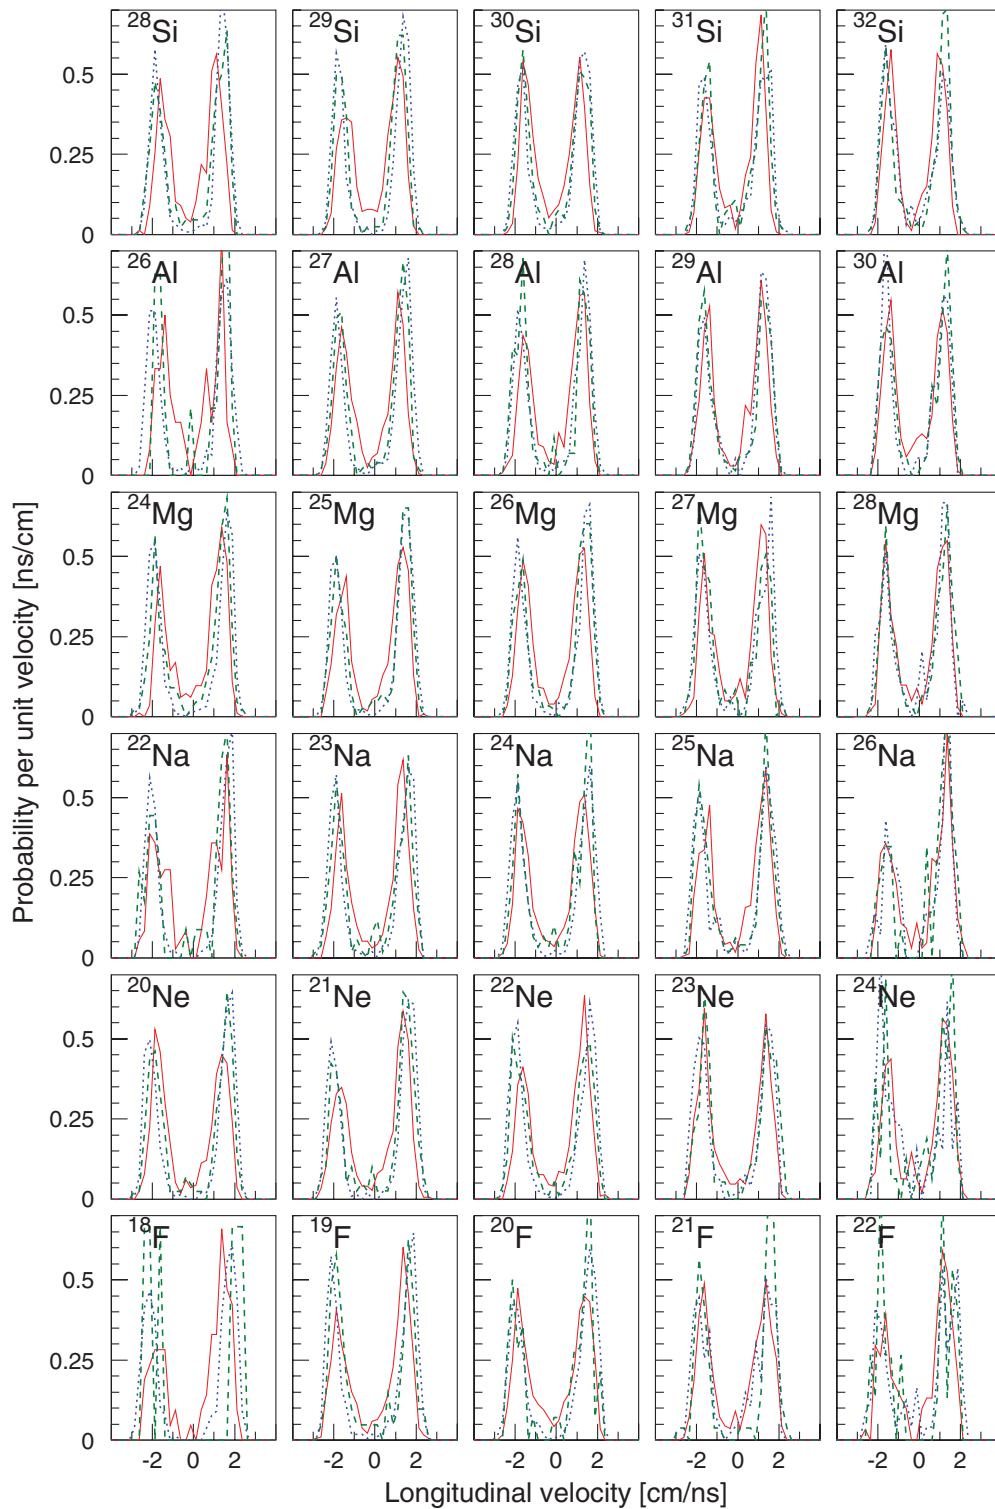 28Si 29Si 30Si 31Si 32Si
0.5
0.25
0
26Al 27Al 28Al 29Al 30Al
0.5
0.25
0
24Mg 25Mg 26Mg 27Mg 28Mg
0.5
0.25
0
22Na 23Na 24Na 25Na 26Na
0.5
0.25
0
20Ne 21Ne 22Ne 23Ne 24Ne
0.5
0.25
0
18F 19F 20F 21F 22F
0.5
0.25
0
-2 0 2 -2 0 2 -2 0 2 -2 0 2 -2 0 2
Longitudinal velocity [cm/ns]
Probability per unit velocity [ns/cm]